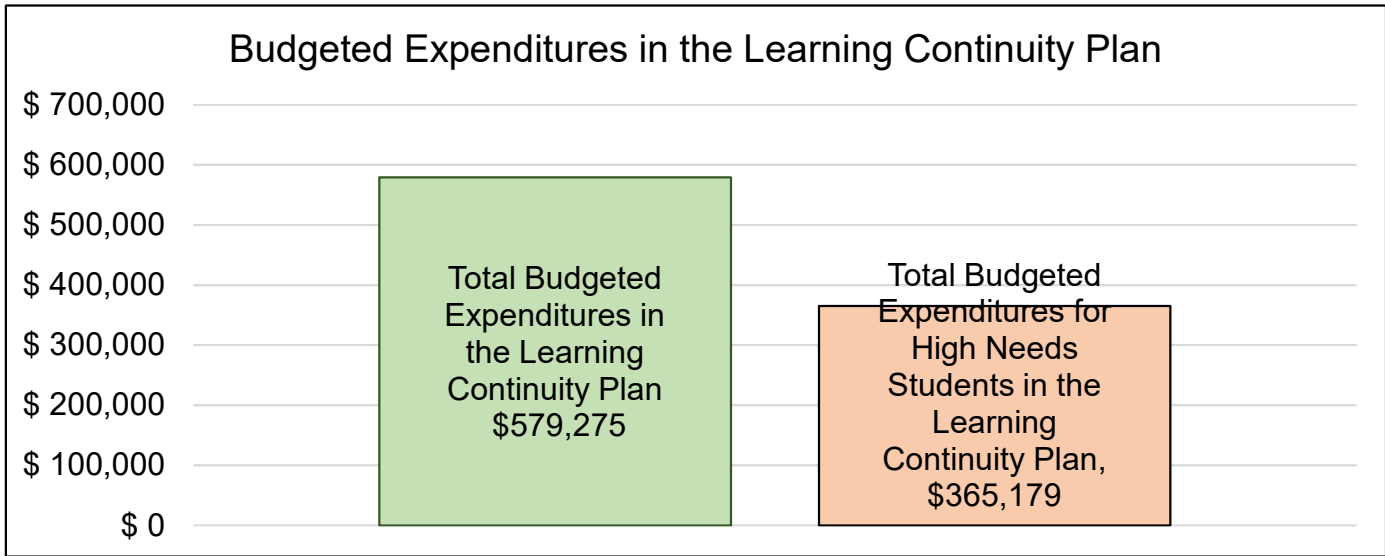 Budgeted Expenditures in the Learning Continuity Plan
$ 700,000
$ 600,000
$ 500,000
$ 400,000
$ 300,000
$ 200,000
$ 100,000
$ 0
Total Budgeted
Expenditures in
the Learning
Continuity Plan
$579,275
Total Budgeted
Expenditures for
High Needs
Students in the
Learning
Continuity Plan,
$365,179